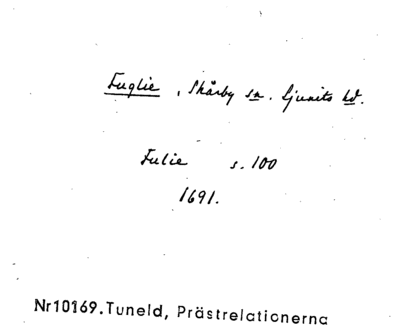 Fuglie, Skårby sn. Ljunits hd.
Fulie s. 100
1691.
Nr10169.Tuneld, Prästrelationerna